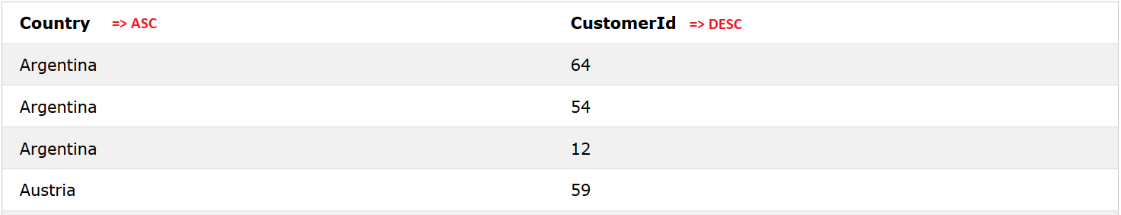 Country => ASC CustomerId => DESC
Argentina 64
Argentina 54
Argentina 12
Austria 59